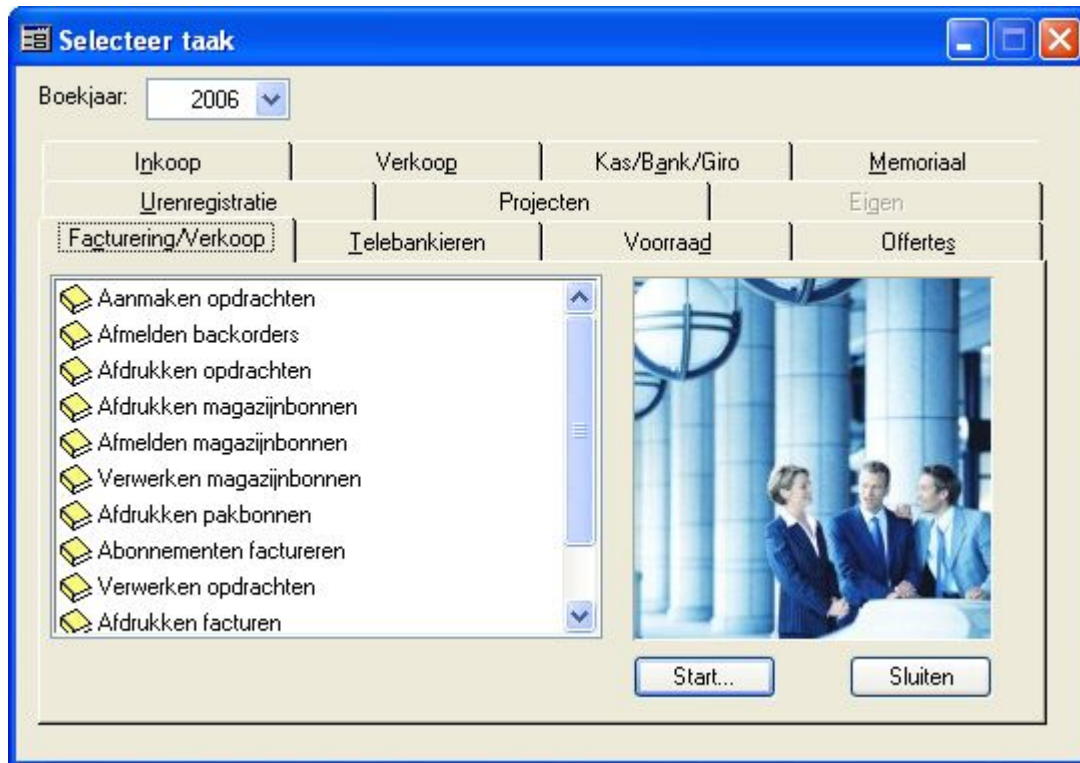 Selecteer taak
Boekjaar: 2006
Inkoop Verkoop Kas/Bank/Giro Memoriaal
Urenregistratie Projecten Eigen
Facturering/Verkoop Telebankieren Voorraad Offertes
Aanmaken opdrachten
Afmelden backorders
Afdrukken opdrachten
Afdrukken magazijnbonnen
Afmelden magazijnbonnen
Verwerken magazijnbonnen
Afdrukken pakbonnen
Abonnementen factureren
Verwerken opdrachten
Afdrukken facturen
Start... Sluiten